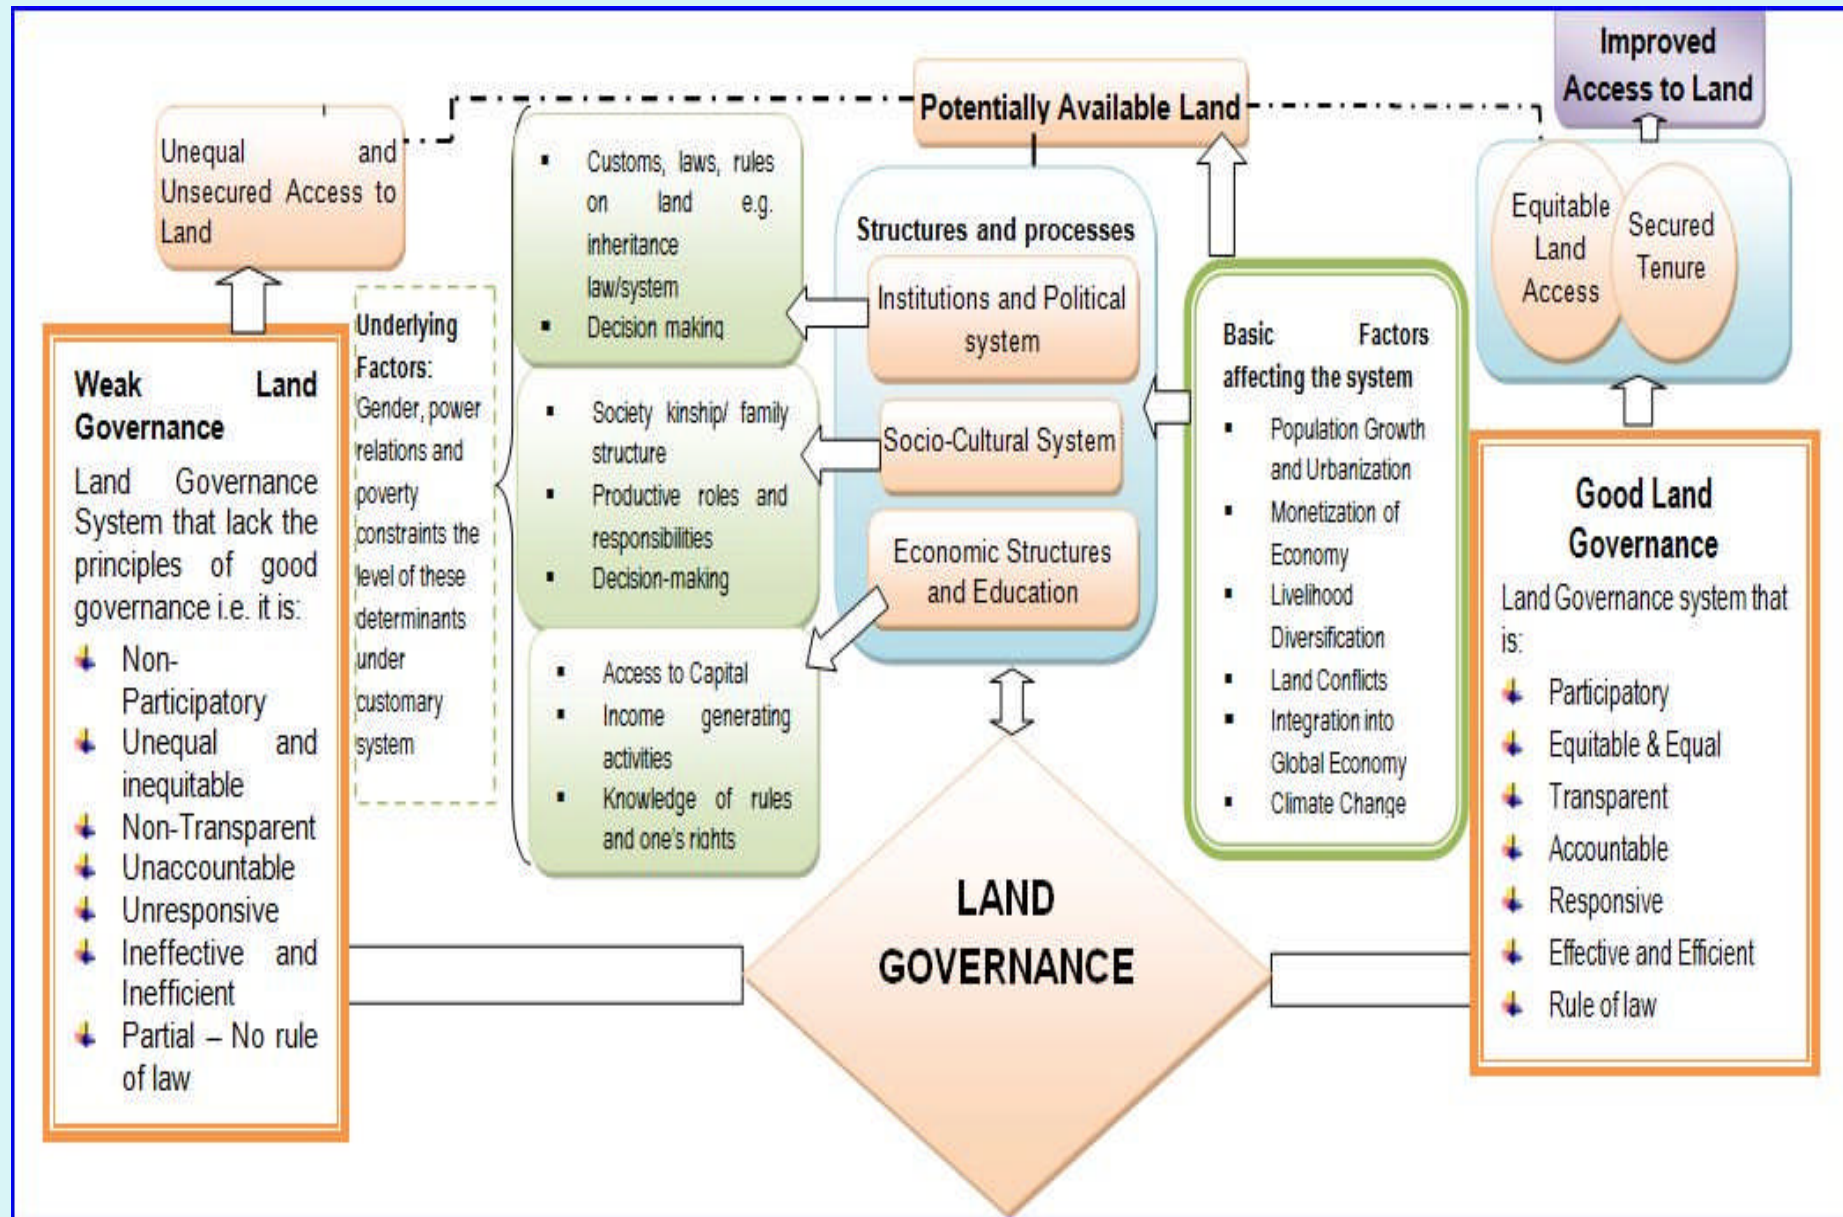 Improved
Access to Land
Potentially Available Land
Unequal and
Unsecured Access to
Land
Customs, laws, rules
on land e.g.
inheritance
law/system
Decision making
Structures and processes
Institutions and Political
system
Socio-Cultural System
Economic Structures
and Education
Equitable
Land
Access
Secured
Tenure
Underlying
Factors:
Gender, power
relations and
poverty
constraints the
level of these
determinants
under
customary
system
Society kinship/ family
structure
Productive roles and
responsibilities
Decision-making
Access to Capital
Income generating
activities
Knowledge of rules
and one's rights
Basic Factors
affecting the system
Population Growth
and Urbanization
Monetization of
Economy
Livelihood
Diversification
Land Conflicts
Integration into
Global Economy
Climate Change
Weak Land
Governance
Land Governance
System that lack the
principles of good
governance i.e. it is:
Non-
Participatory
Unequal and
inequitable
Non-Transparent
Unaccountable
Unresponsive
Ineffective and
Inefficient
Partial – No rule
of law
LAND
GOVERNANCE
Good Land
Governance
Land Governance system that
is:
Participatory
Equitable & Equal
Transparent
Accountable
Responsive
Effective and Efficient
Rule of law